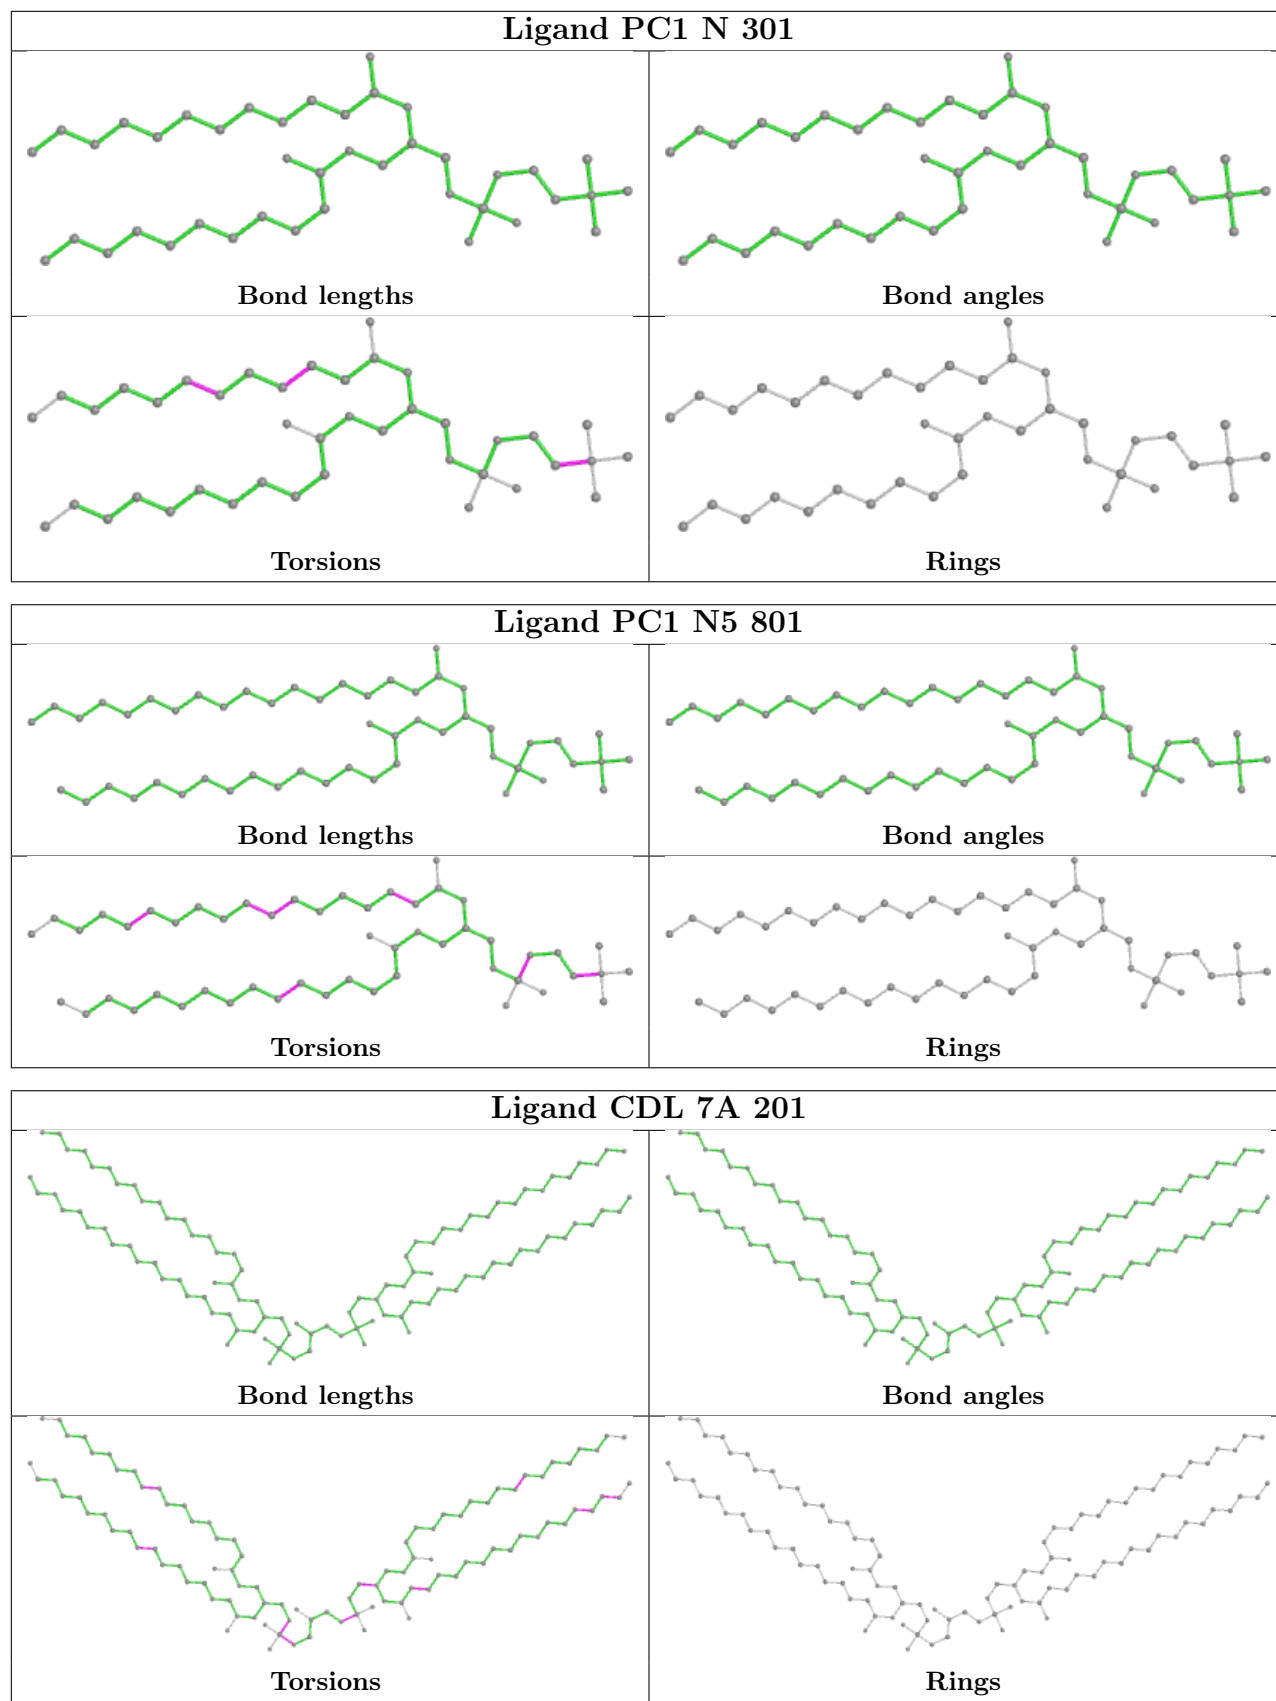 Ligand PC1 N 301
Bond lengths
Bond angles
Torsions
Rings
Ligand PC1 N5 801
Bond lengths
Bond angles
Torsions
Rings
Ligand CDL 7A 201
Bond lengths
Bond angles
Torsions
Rings